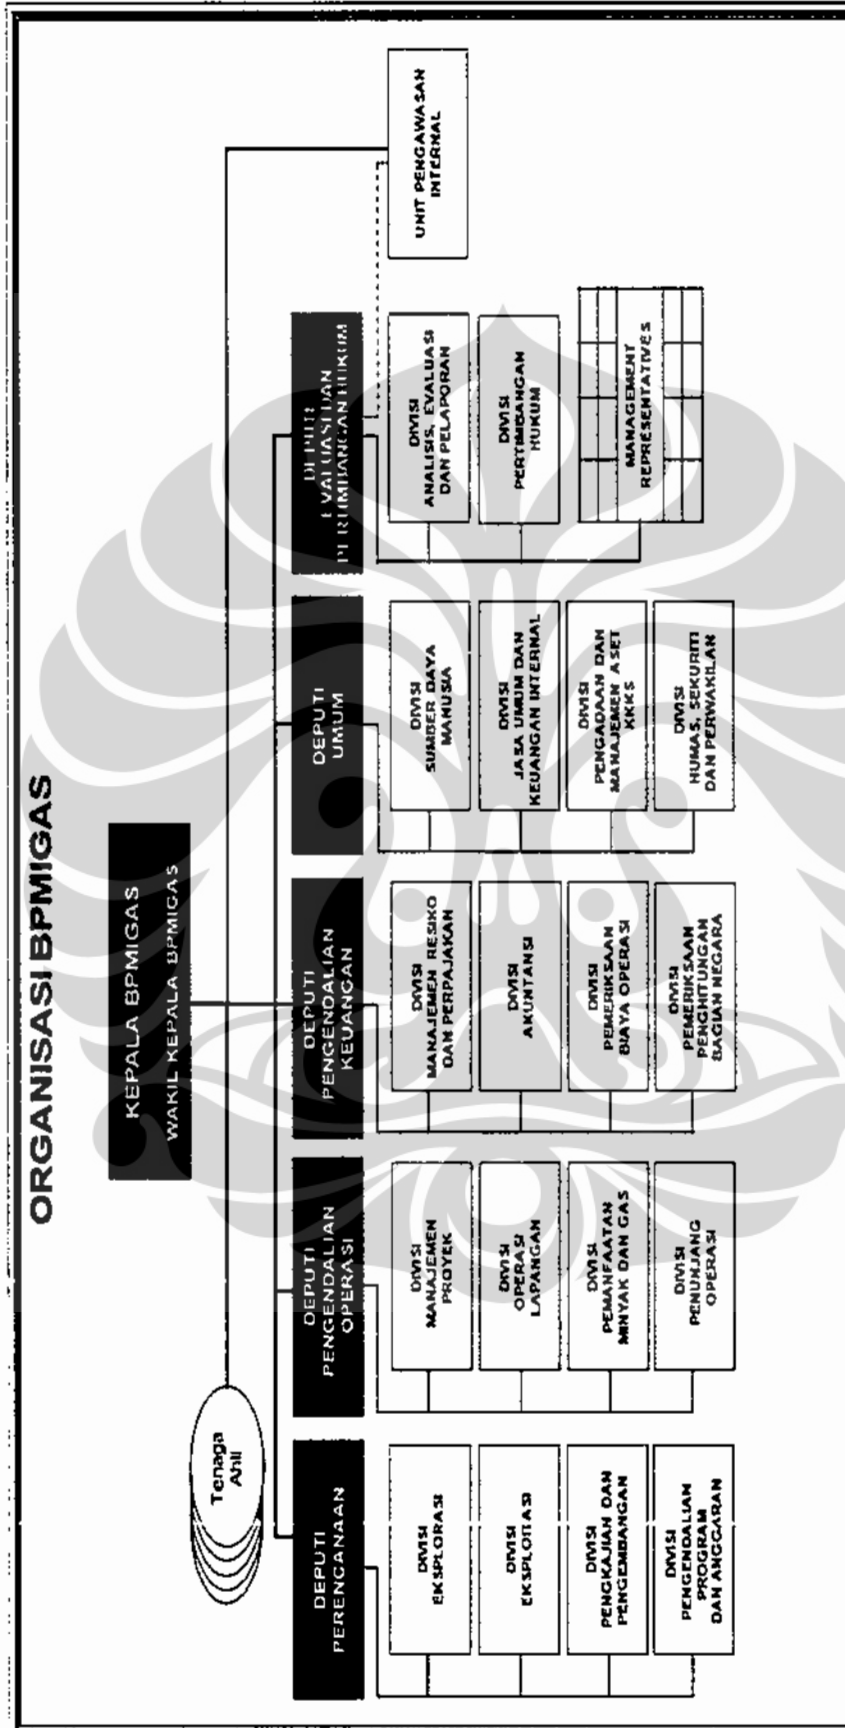 ORGANISASI BPMIGAS
KEPALA BPMIGAS
WAKIL KEPALA BPMIGAS
Tenaga
Ahli
DEPUTI
PERENCANAAN
DIVISI
EKSPLORASI
DIVISI
EKSPLOITASI
DIVISI
PENGKAJIAN DAN
PENGEMBANGAN
DIVISI
PENGENDALIAN
PROGRAM
DAN ANGGARAN
DEPUTI
PENGENDALIAN
OPERASI
DIVISI
MANAJEMEN
PROYEK
DIVISI
OPERASI
LAPANGAN
DIVISI
PEMANFAATAN
MINYAK DAN GAS
DIVISI
PENUNJANG
OPERASI
DEPUTI
PENGENDALIAN
KEUANGAN
DIVISI
MANAJEMEN RESIKO
DAN PERPAJAKAN
DIVISI
AKUNTANSI
DIVISI
PEMERIKSAAN
BIAYA OPERASI
DIVISI
PEMERIKSAAN
PENGHITUNGAN
BAGIAN NEGARA
DEPUTI
UMUM
DIVISI
SUMBER DAYA
MANUSIA
DIVISI
JASA UMUM DAN
KEUANGAN INTERNAL
DIVISI
PENGADAAN DAN
MANAJEMEN ASET
KKKS
DIVISI
HUMAS, SEKURITI
DAN PERWAKILAN
DEPUTI
EVALUASI DAN
PERTIMBANGAN HUKUM
DIVISI
ANALISIS, EVALUASI
DAN PELAPORAN
DIVISI
PERTIMBANGAN
HUKUM
MANAGEMENT
REPRESENTATIVES
UNIT PENGAWASAN
INTERNAL